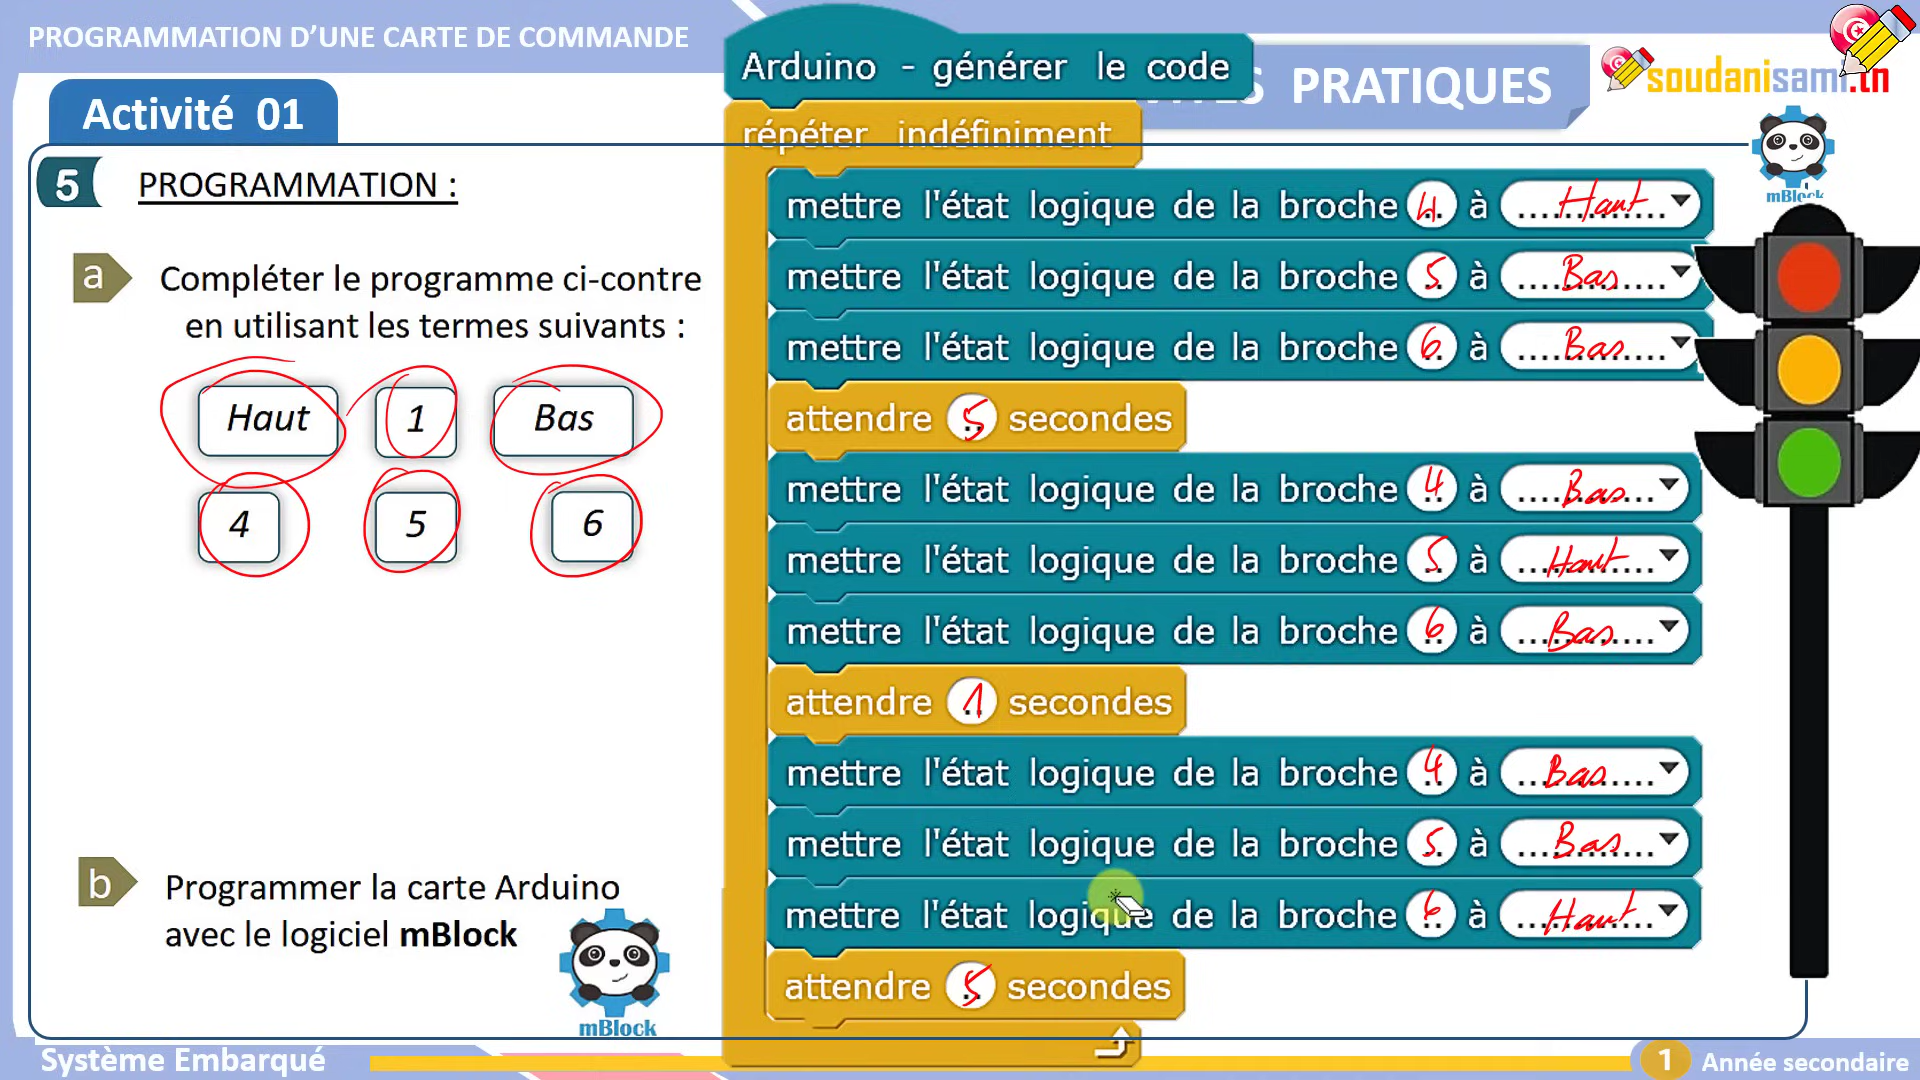 PROGRAMMATION D'UNE CARTE DE COMMANDE
PRATIQUES
soudanisami.tn
Activité 01
mBlock
5 PROGRAMMATION :
a Compléter le programme ci-contre
en utilisant les termes suivants :
Haut 1 Bas
4 5 6
b Programmer la carte Arduino
avec le logiciel mBlock
mBlock
Arduino - générer le code
répéter indéfiniment
mettre l'état logique de la broche 4 à Haut
mettre l'état logique de la broche 5 à Bas
mettre l'état logique de la broche 6 à Bas
attendre 5 secondes
mettre l'état logique de la broche 4 à Bas
mettre l'état logique de la broche 5 à Haut
mettre l'état logique de la broche 6 à Bas
attendre 1 secondes
mettre l'état logique de la broche 4 à Bas
mettre l'état logique de la broche 5 à Bas
mettre l'état logique de la broche 6 à Haut
attendre 5 secondes
Système Embarqué
1 Année secondaire